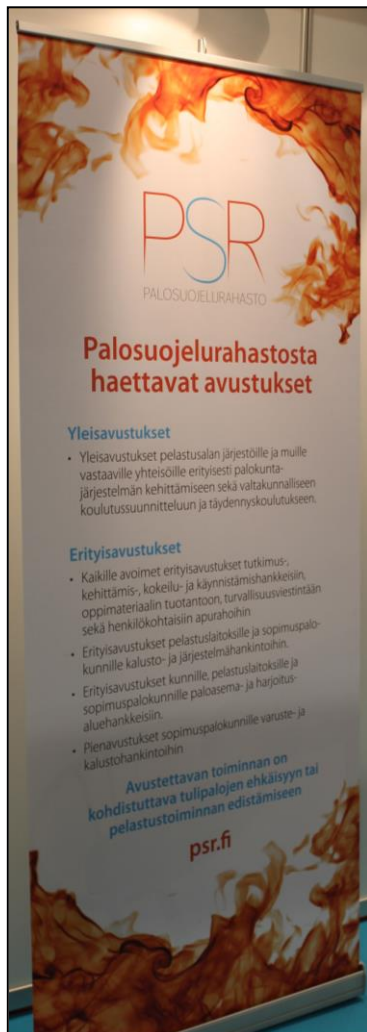 PSR
PALOSUOJELURAHASTO
Palosuojelurahastosta
haettavat avustukset
Yleisavustukset
• Yleisavustukset pelastusalan järjestöille ja muille
vastaaville yhteisöille erityisesti palokunta-
järjestelmän kehittämiseen sekä valtakunnalliseen
koulutussuunnitteluun ja täydennyskoulutukseen.
Erityisavustukset
• Kaikille avoimet erityisavustukset tutkimus-,
kehittämis-, kokeilu- ja käynnistämishankkeisiin,
oppimateriaalin tuotantoon, turvallisuusviestintään
sekä henkilökohtaisiin apurahoihin
• Erityisavustukset pelastuslaitoksille ja sopimuspalo-
kunnille kalusto- ja järjestelmähankintoihin.
• Erityisavustukset kunnille, pelastuslaitoksille ja
sopimuspalokunnille paloasema- ja harjoitus-
aluehankkeisiin.
• Pienavustukset sopimuspalokunnille varuste- ja
kalustohankintoihin
Avustettavan toiminnan on
kohdistuttava tulipalojen ehkäisyyn tai
pelastustoiminnan edistämiseen
psr.fi